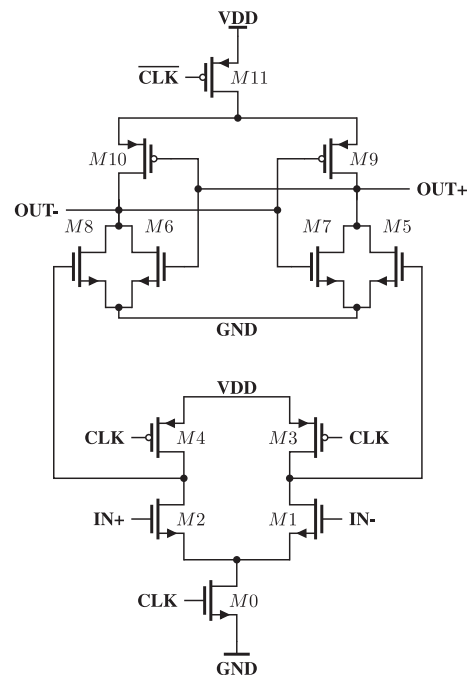 VDD
CLK M11
M10 M9
OUT+
OUT-
M8 M6 M7 M5
GND
VDD
CLK M4 M3 CLK
IN+ M2 M1 IN-
CLK M0
GND